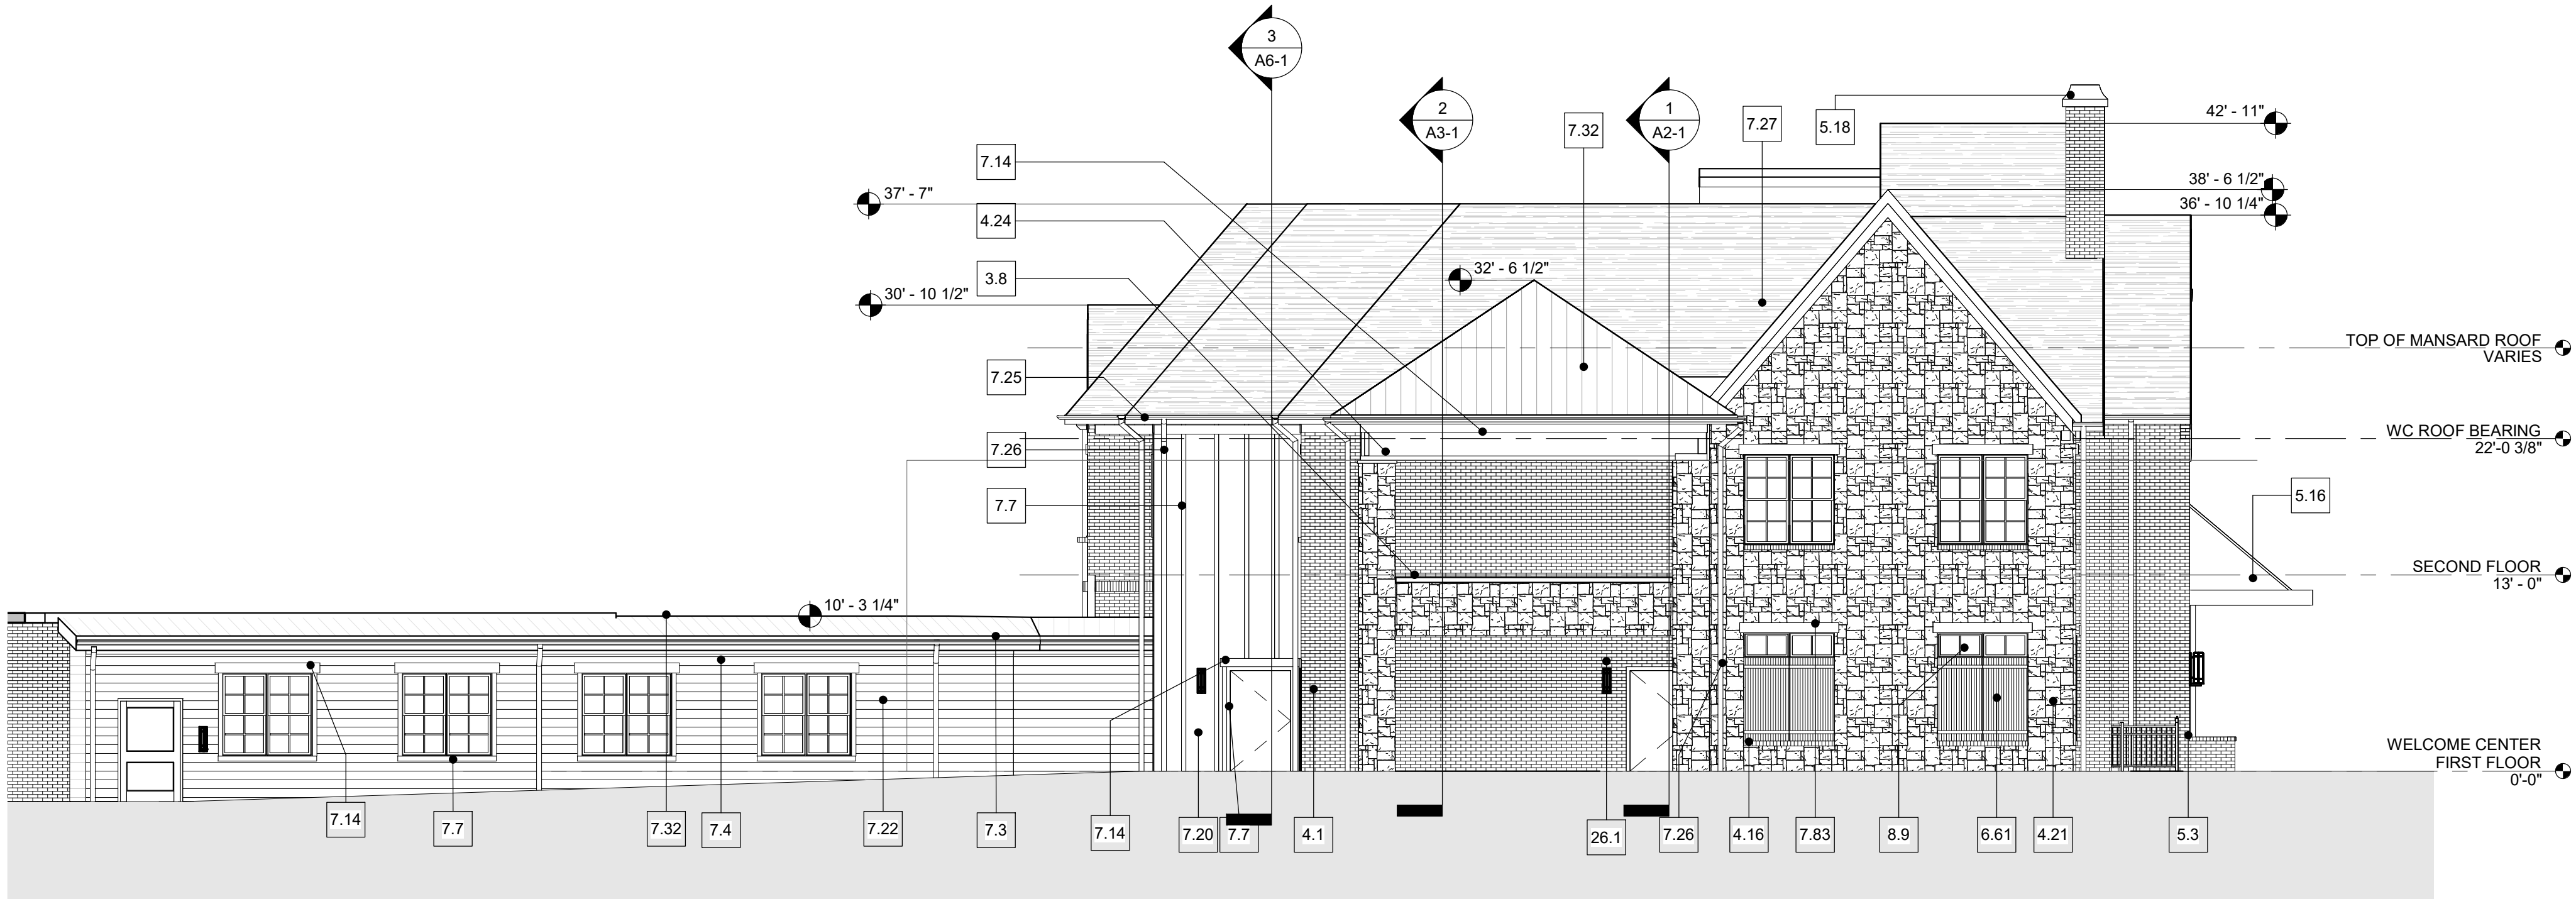 3
A6-1
2
A3-1
1
A2-1
7.32
7.27
5.18
42' - 11"
7.14
37' - 7"
38' - 6 1/2"
36' - 10 1/4"
4.24
3.8
32' - 6 1/2"
30' - 10 1/2"
TOP OF MANSARD ROOF
VARIES
7.25
7.26
WC ROOF BEARING
22'-0 3/8"
7.7
5.16
SECOND FLOOR
13' - 0"
10' - 3 1/4"
WELCOME CENTER
FIRST FLOOR
0'-0"
7.14
7.7
7.32
7.4
7.22
7.3
7.14
7.20
7.7
4.1
26.1
7.26
4.16
7.83
8.9
6.61
4.21
5.3